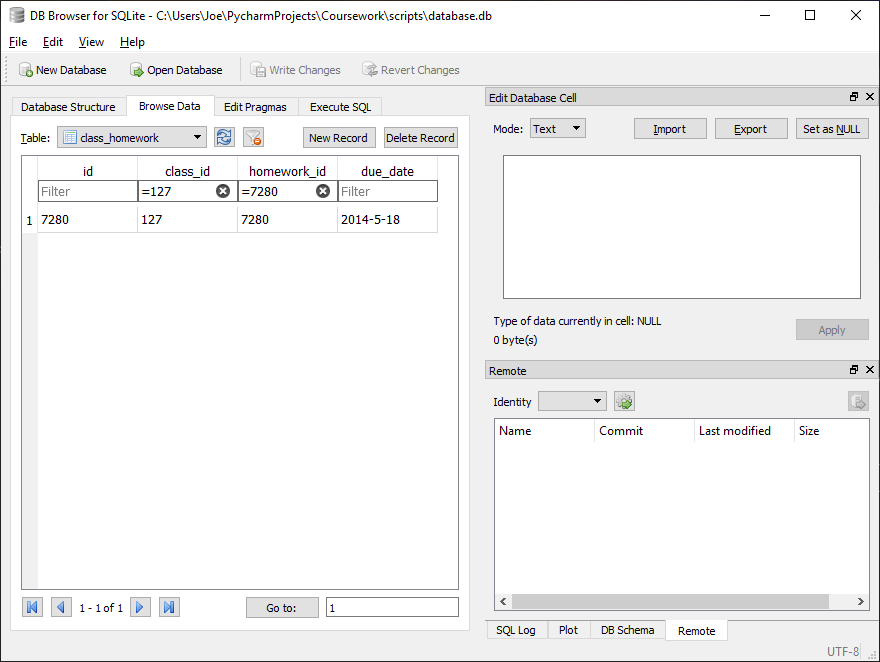 DB Browser for SQLite - C:\Users\Joe\PycharmProjects\Coursework\scripts\database.db
File Edit View Help
New Database Open Database Write Changes Revert Changes
Database Structure Browse Data Edit Pragmas Execute SQL
Table: class_homework New Record Delete Record
id class_id homework_id due_date
Filter =127 =7280 Filter
1 7280 127 7280 2014-5-18
1 - 1 of 1 Go to: 1
Edit Database Cell
Mode: Text Import Export Set as NULL
Type of data currently in cell: NULL
0 byte(s)
Apply
Remote
Identity
Name Commit Last modified Size
SQL Log Plot DB Schema Remote
UTF-8